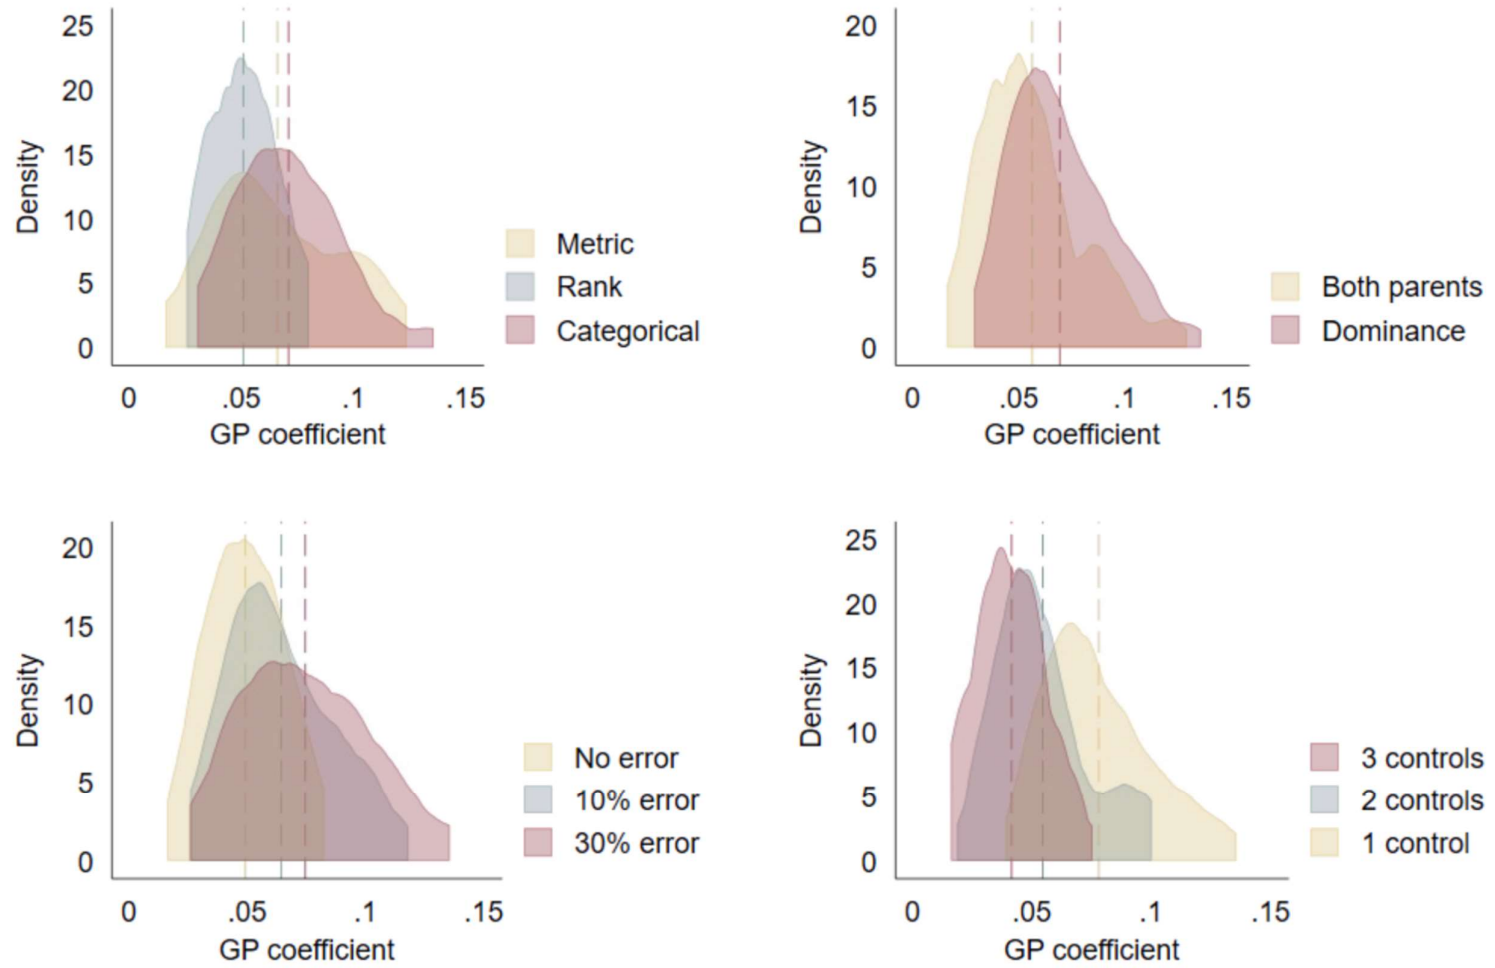 25
20
15
10
5
0
Density
0 .05 .1 .15
GP coefficient
Metric
Rank
Categorical
20
15
10
5
0
Density
0 .05 .1 .15
GP coefficient
Both parents
Dominance
20
15
10
5
0
Density
0 .05 .1 .15
GP coefficient
No error
10% error
30% error
25
20
15
10
5
0
Density
0 .05 .1 .15
GP coefficient
3 controls
2 controls
1 control